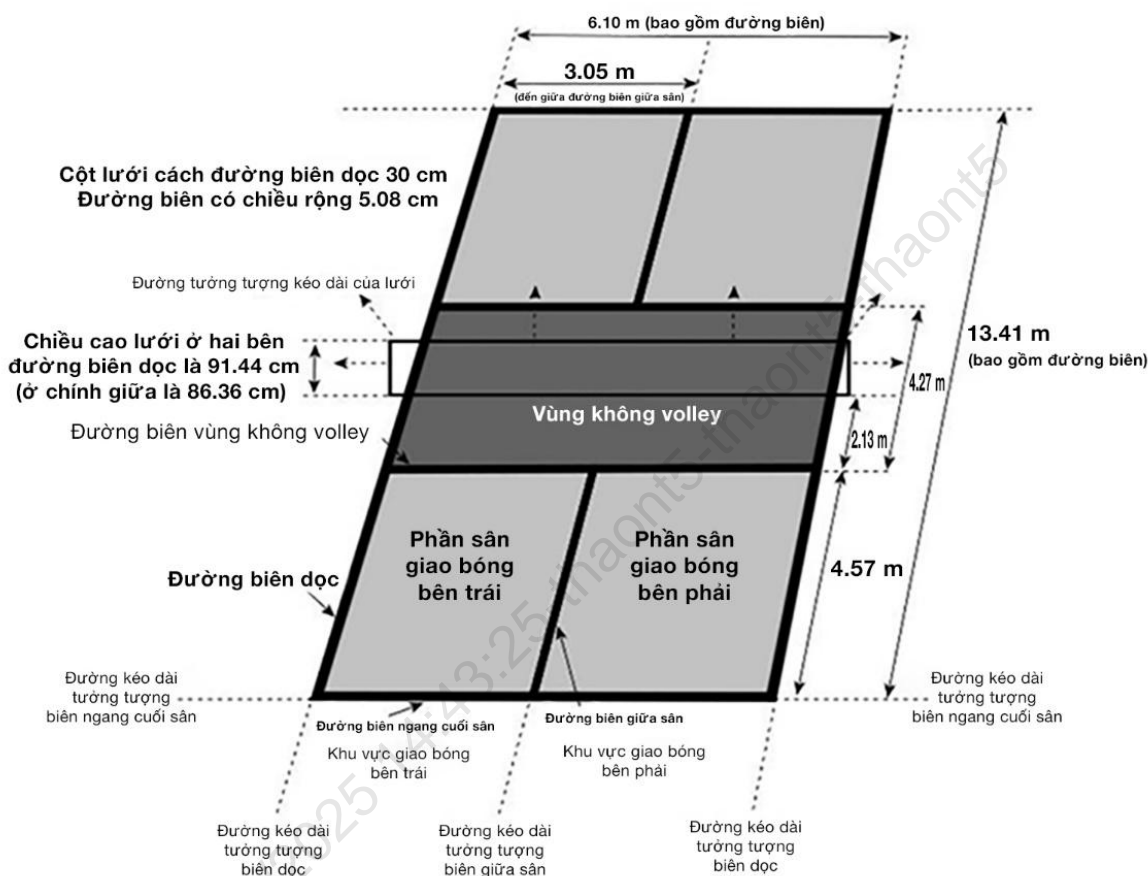 6.10 m (bao gồm đường biên)
3.05 m
(đến giữa đường biên giữa sân)
Cột lưới cách đường biên dọc 30 cm
Đường biên có chiều rộng 5.08 cm
Đường tưởng tượng kéo dài của lưới
Chiều cao lưới ở hai bên
đường biên dọc là 91.44 cm
(ở chính giữa là 86.36 cm)
13.41 m
(bao gồm đường biên)
4.27 m
Vùng không volley
2.13 m
Đường biên vùng không volley
Phần sân
giao bóng
bên trái
Phần sân
giao bóng
bên phải
4.57 m
Đường biên dọc
Đường kéo dài
tưởng tượng
biên ngang cuối sân
Đường biên ngang cuối sân
Khu vực giao bóng
bên trái
Đường biên giữa sân
Khu vực giao bóng
bên phải
Đường kéo dài
tưởng tượng
biên ngang cuối sân
Đường kéo dài
tưởng tượng
biên dọc
Đường kéo dài
tưởng tượng
biên giữa sân
Đường kéo dài
tưởng tượng
biên dọc
2025 14:43:25-thaont5-thaont5-thaont5